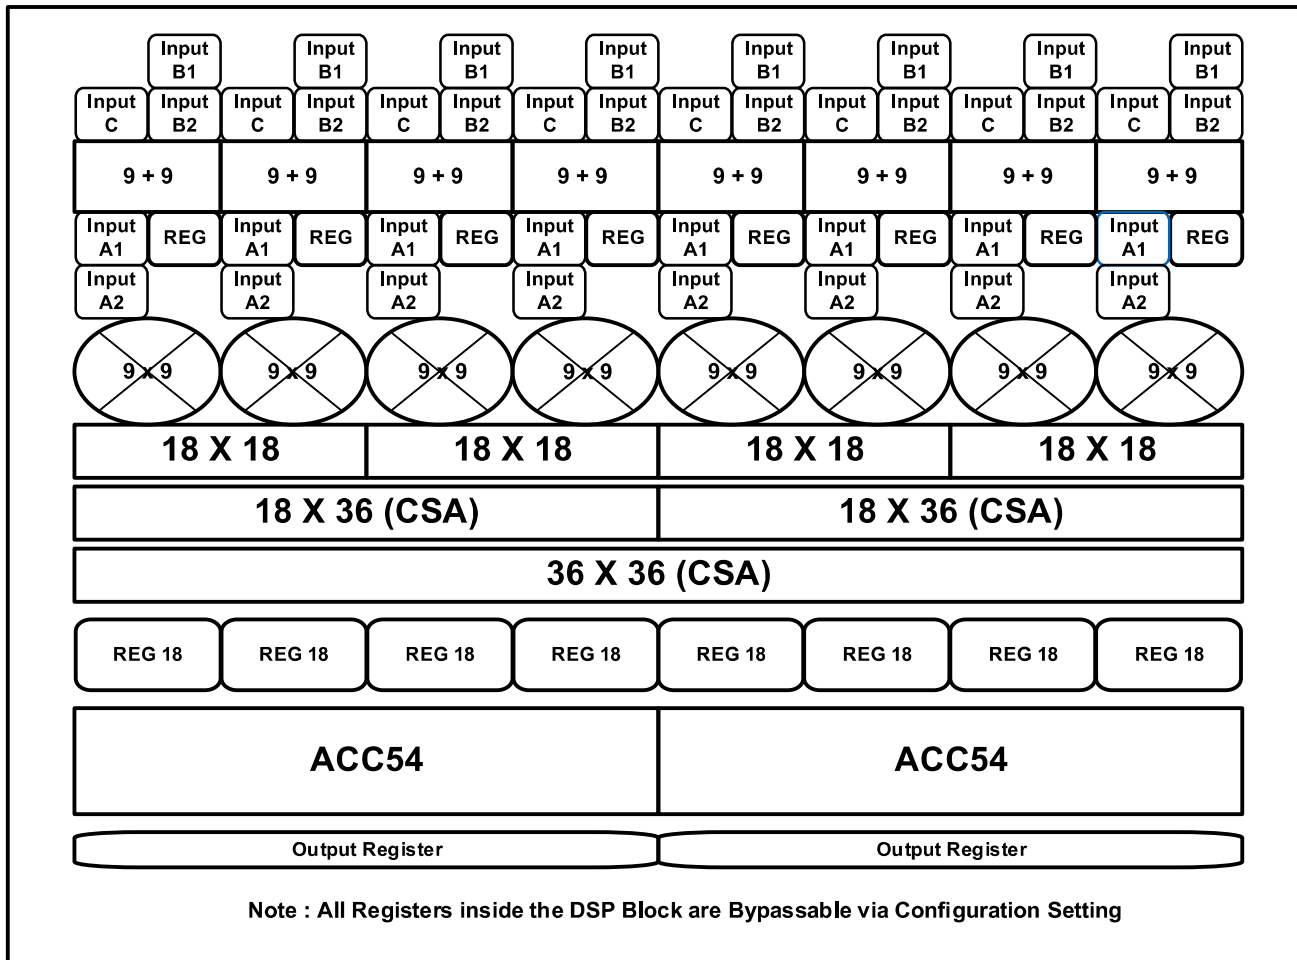 Input B1 Input B1 Input B1 Input B1 Input B1 Input B1 Input B1 Input B1
Input C Input B2 Input C Input B2 Input C Input B2 Input C Input B2 Input C Input B2 Input C Input B2 Input C Input B2 Input C Input B2
9 + 9 9 + 9 9 + 9 9 + 9 9 + 9 9 + 9 9 + 9 9 + 9
Input A1 REG Input A1 REG Input A1 REG Input A1 REG Input A1 REG Input A1 REG Input A1 REG Input A1 REG
Input A2 Input A2 Input A2 Input A2 Input A2 Input A2 Input A2 Input A2
9 x 9 9 x 9 9 x 9 9 x 9 9 x 9 9 x 9 9 x 9 9 x 9
18 X 18 18 X 18 18 X 18 18 X 18
18 X 36 (CSA) 18 X 36 (CSA)
36 X 36 (CSA)
REG 18 REG 18 REG 18 REG 18 REG 18 REG 18 REG 18 REG 18
ACC54 ACC54
Output Register Output Register
Note : All Registers inside the DSP Block are Bypassable via Configuration Setting